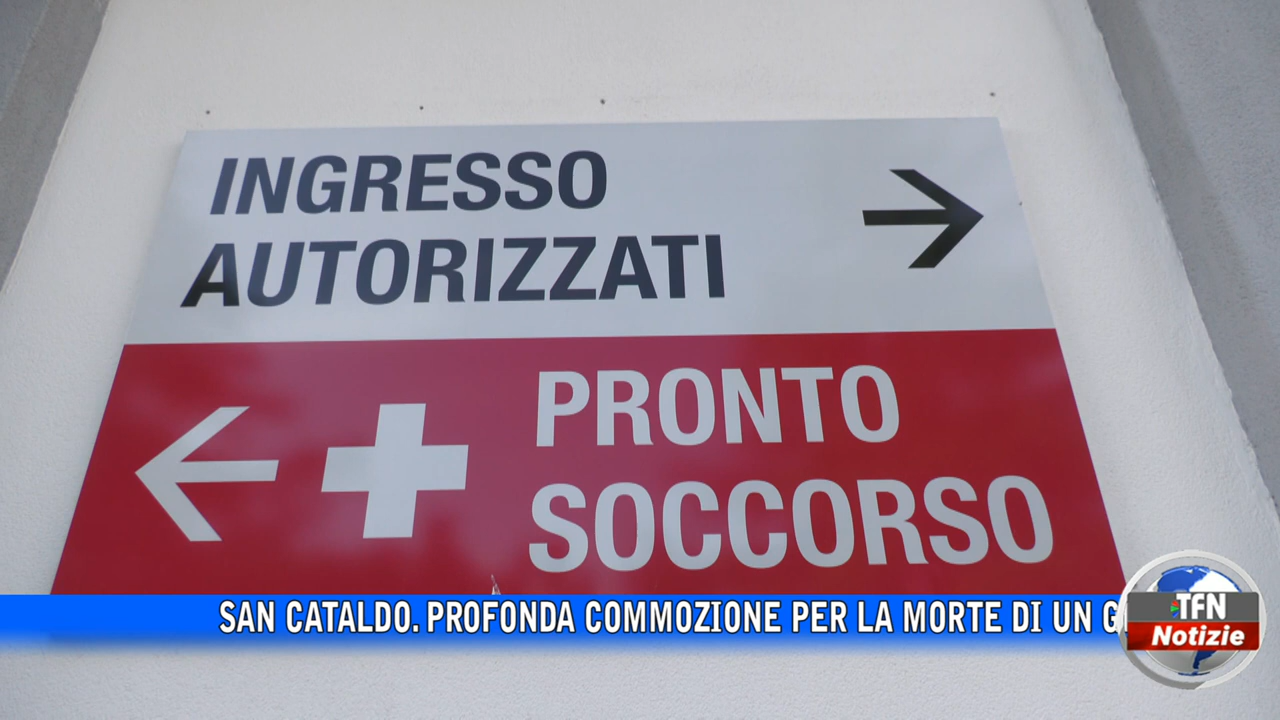 INGRESSO
AUTORIZZATI
PRONTO
SOCCORSO
SAN CATALDO. PROFONDA COMMOZIONE PER LA MORTE DI UN
TFN
Notizie